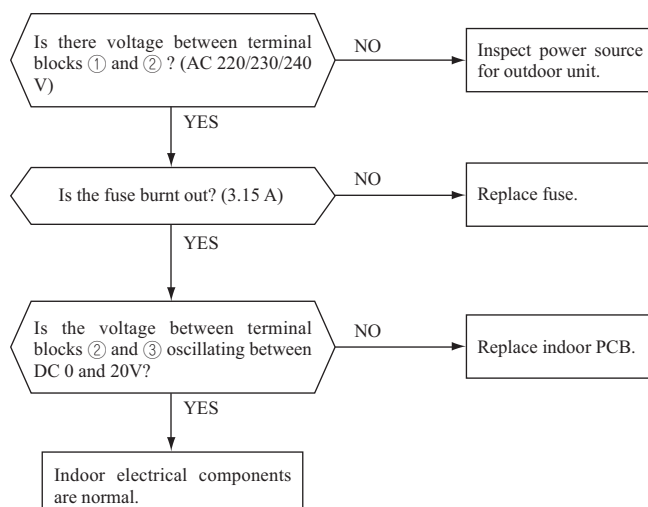 Is there voltage between terminal
blocks ① and ② ? (AC 220/230/240
V)
NO
Inspect power source
for outdoor unit.
YES
Is the fuse burnt out? (3.15 A)
NO
Replace fuse.
YES
Is the voltage between terminal
blocks ② and ③ oscillating between
DC 0 and 20V?
NO
Replace indoor PCB.
YES
Indoor electrical components
are normal.